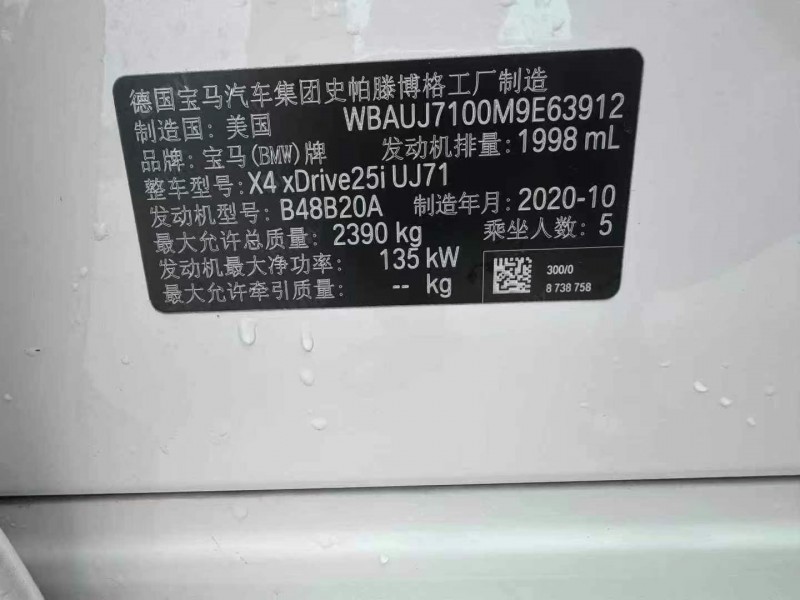 德国宝马汽车集团史帕滕博格工厂制造
制造国：美国 WBAUJ7100M9E63912
品牌：宝马(BMW)牌 发动机排量：1998 mL
整车型号：X4 xDrive25i UJ71
发动机型号：B48B20A 制造年月：2020-10
最大允许总质量：2390 kg 乘坐人数：5
发动机最大净功率： 135 kW
最大允许牵引质量： -- kg
300/0
8 738 758